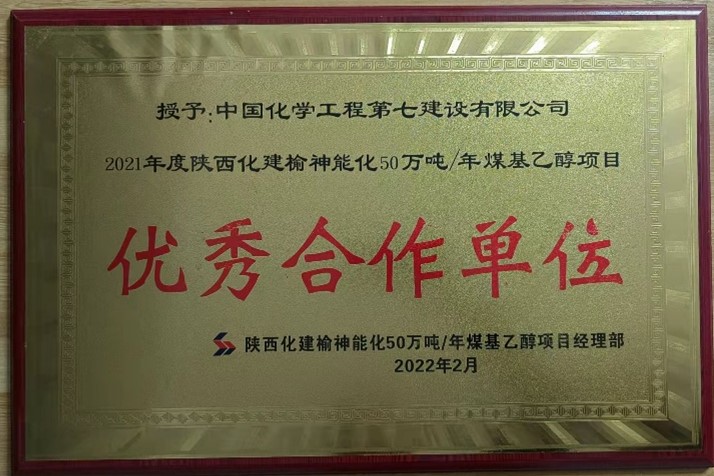 授予:中国化学工程第七建设有限公司
2021年度陕西化建榆神能化50万吨/年煤基乙醇项目
优秀合作单位
陕西化建榆神能化50万吨/年煤基乙醇项目经理部
2022年2月